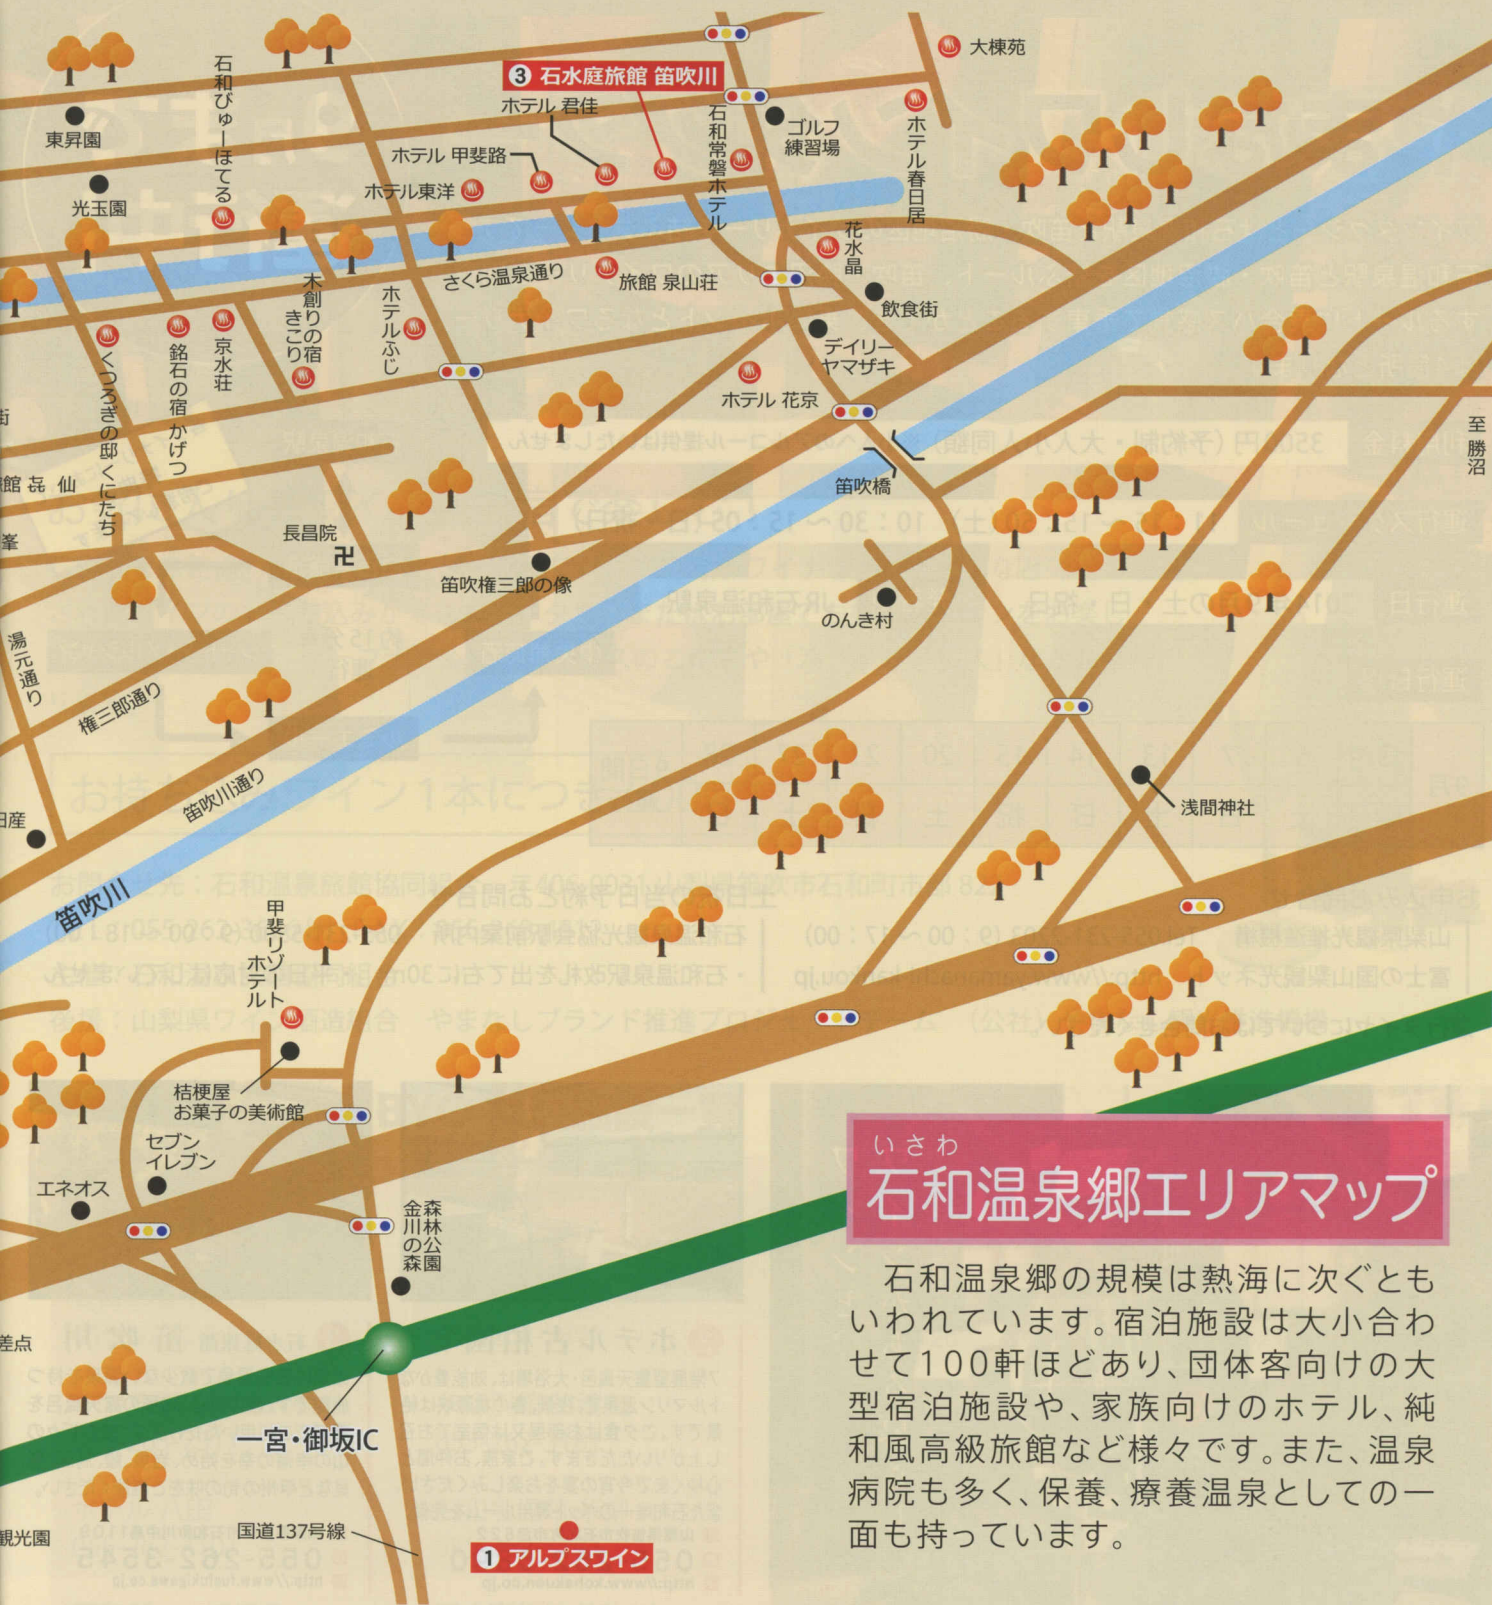 大棟苑
③ 石水庭旅館 笛吹川
石和びゅーほてる
ホテル 君佳
石和常磐ホテル
ゴルフ
練習場
ホテル春日居
東昇園
ホテル 甲斐路
ホテル東洋
光玉園
花水晶
さくら温泉通り
旅館 泉山荘
木創りの宿
きこり
ホテルふじ
飲食街
デイリー
ヤマザキ
京水荘
銘石の宿 かげつ
くつろぎの邸 くにたち
ホテル 花京
街
至 勝沼
館 㐂 仙
笛吹橋
長昌院
卍
峯
笛吹権三郎の像
のんき村
湯元通り
権三郎通り
笛吹川通り
浅間神社
日産
笛吹川
甲斐リゾート
ホテル
桔梗屋
お菓子の美術館
セブン
イレブン
エネオス
森林公園
金川の森
差点
一宮・御坂IC
国道137号線
観光園
① アルプスワイン
いさわ
石和温泉郷エリアマップ
石和温泉郷の規模は熱海に次ぐとも
いわれています。宿泊施設は大小合わ
せて100軒ほどあり、団体客向けの大
型宿泊施設や、家族向けのホテル、純
和風高級旅館など様々です。また、温泉
病院も多く、保養、療養温泉としての一
面も持っています。